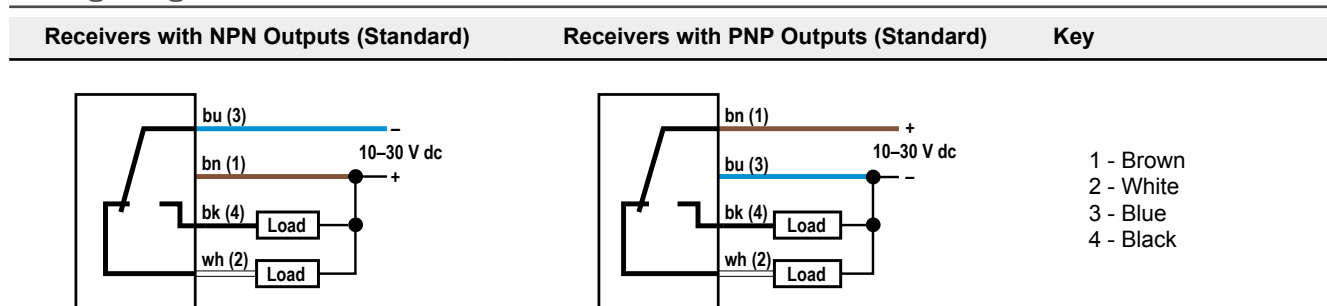 Receivers with NPN Outputs (Standard) Receivers with PNP Outputs (Standard) Key
bu (3)
–
10–30 V dc
bn (1)
+
bk (4)
Load
wh (2)
Load
bn (1)
+
10–30 V dc
bu (3)
–
bk (4)
Load
wh (2)
Load
1 - Brown
2 - White
3 - Blue
4 - Black